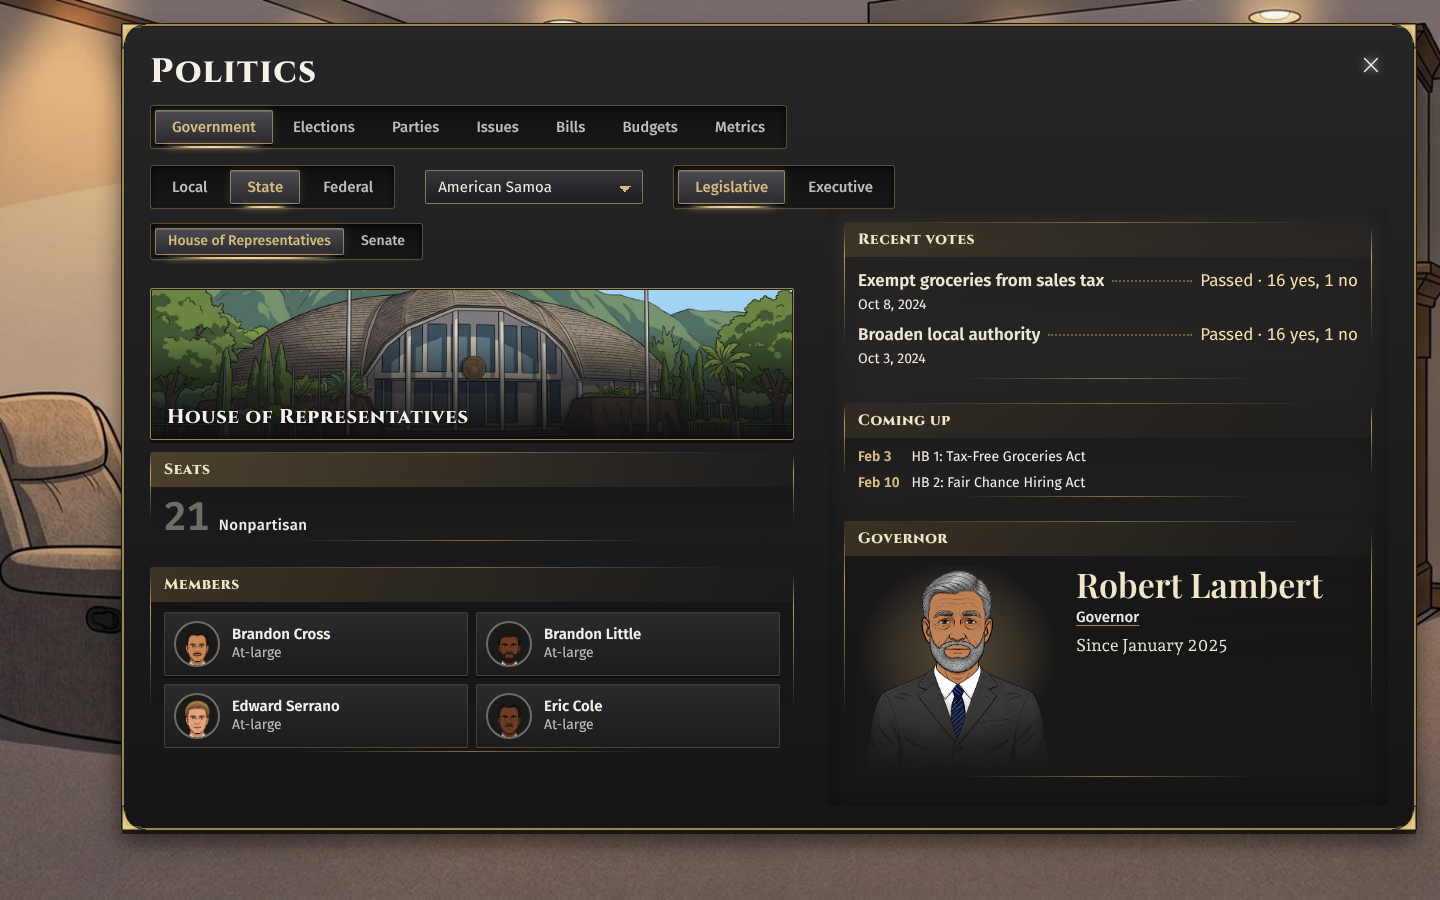 Politics
Government Elections Parties Issues Bills Budgets Metrics
Local State Federal American Samoa Legislative Executive
House of Representatives Senate
House of Representatives
Seats
21 Nonpartisan
Members
Brandon Cross
At-large
Brandon Little
At-large
Edward Serrano
At-large
Eric Cole
At-large
Recent votes
Exempt groceries from sales tax Passed · 16 yes, 1 no
Oct 8, 2024
Broaden local authority Passed · 16 yes, 1 no
Oct 3, 2024
Coming up
Feb 3 HB 1: Tax-Free Groceries Act
Feb 10 HB 2: Fair Chance Hiring Act
Governor
Robert Lambert
Governor
Since January 2025